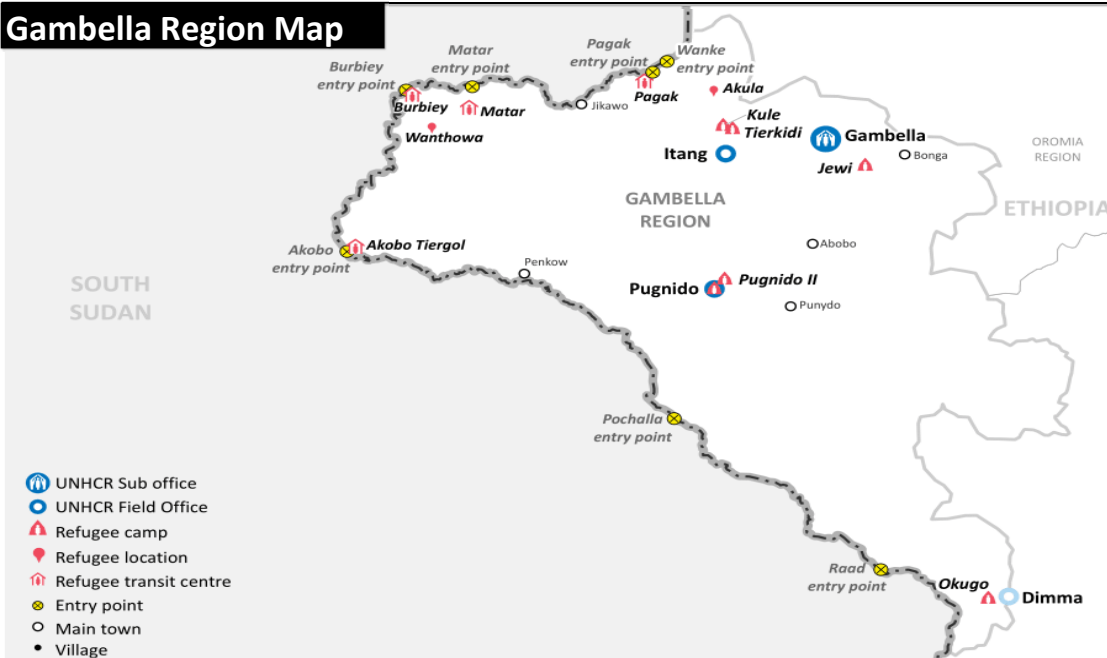 Gambella Region Map
Matar
entry point
Pagak
entry point
Wanke
entry point
Burbiey
entry point
Burbiey
Matar
Jikawo
Pagak
Akula
Wanthowa
Kule
Tierkidi
Gambella
Itang
Jewi
Bonga
OROMIA
REGION
GAMBELLA
REGION
ETHIOPIA
Akobo
entry point
Akobo Tiergol
Penkow
Abobo
SOUTH
SUDAN
Pugnido
Pugnido II
Punydo
Pochalla
entry point
Raad
entry point
Okugo
Dimma
UNHCR Sub office
UNHCR Field Office
Refugee camp
Refugee location
Refugee transit centre
Entry point
Main town
Village